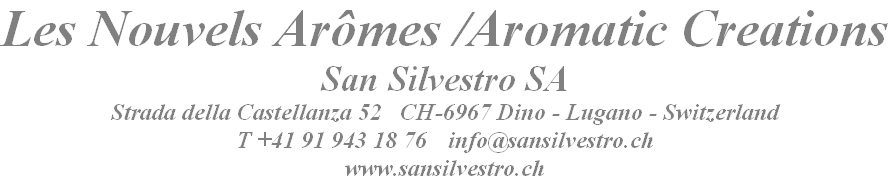 Les Nouvels Arômes /Aromatic Creations
San Silvestro SA
Strada della Castellanza 52 CH-6967 Dino - Lugano - Switzerland
T +41 91 943 18 76 info@sansilvestro.ch
www.sansilvestro.ch